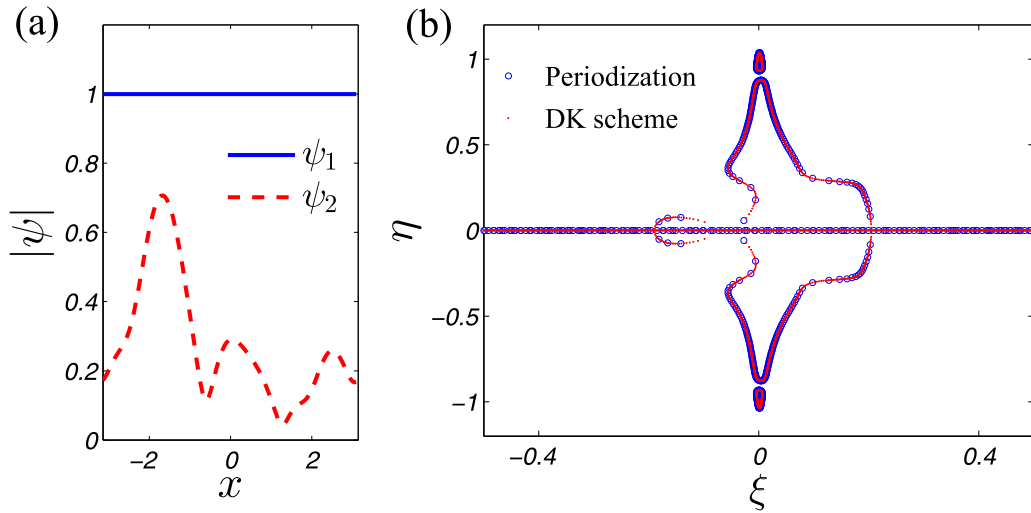 (a)
1
0.8
0.6
0.4
0.2
0
−2
0
2
|ψ|
x
ψ₁
ψ₂
(b)
1
0.5
0
−0.5
−1
−0.4
0
0.4
η
ξ
Periodization
DK scheme